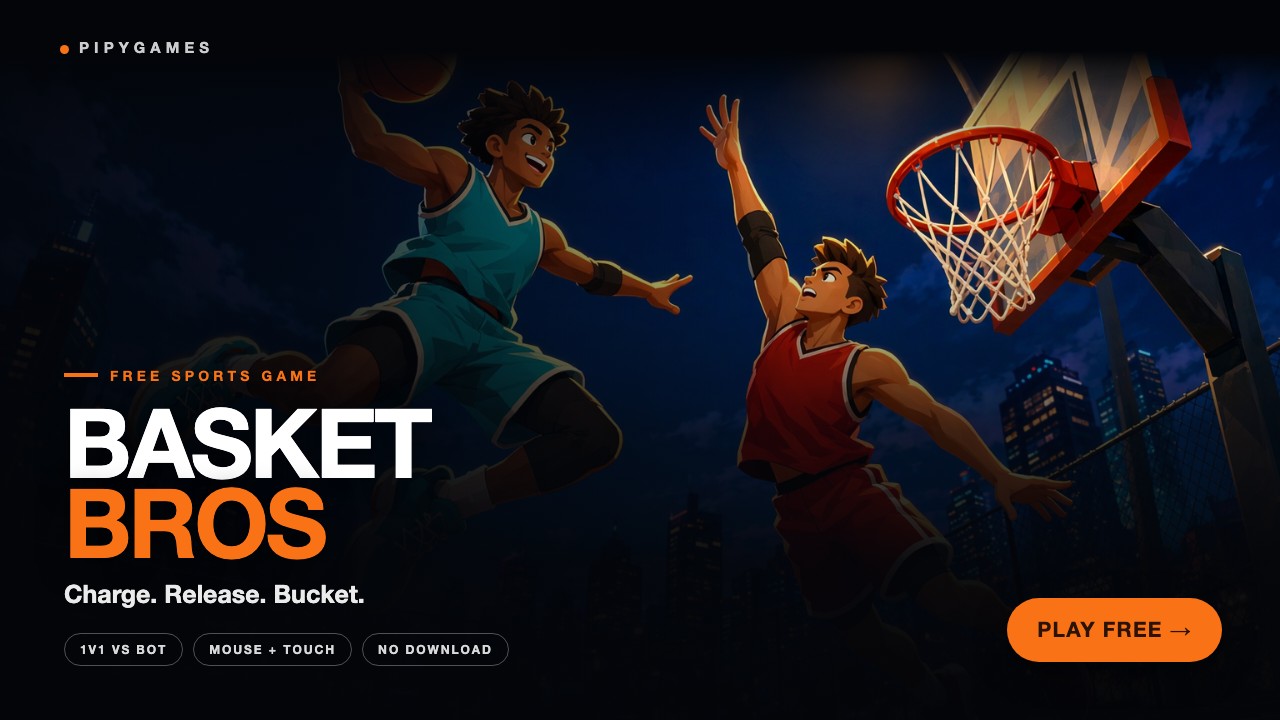 PIPYGAMES
FREE SPORTS GAME
BASKET
BROS
Charge. Release. Bucket.
1V1 VS BOT
MOUSE + TOUCH
NO DOWNLOAD
PLAY FREE →